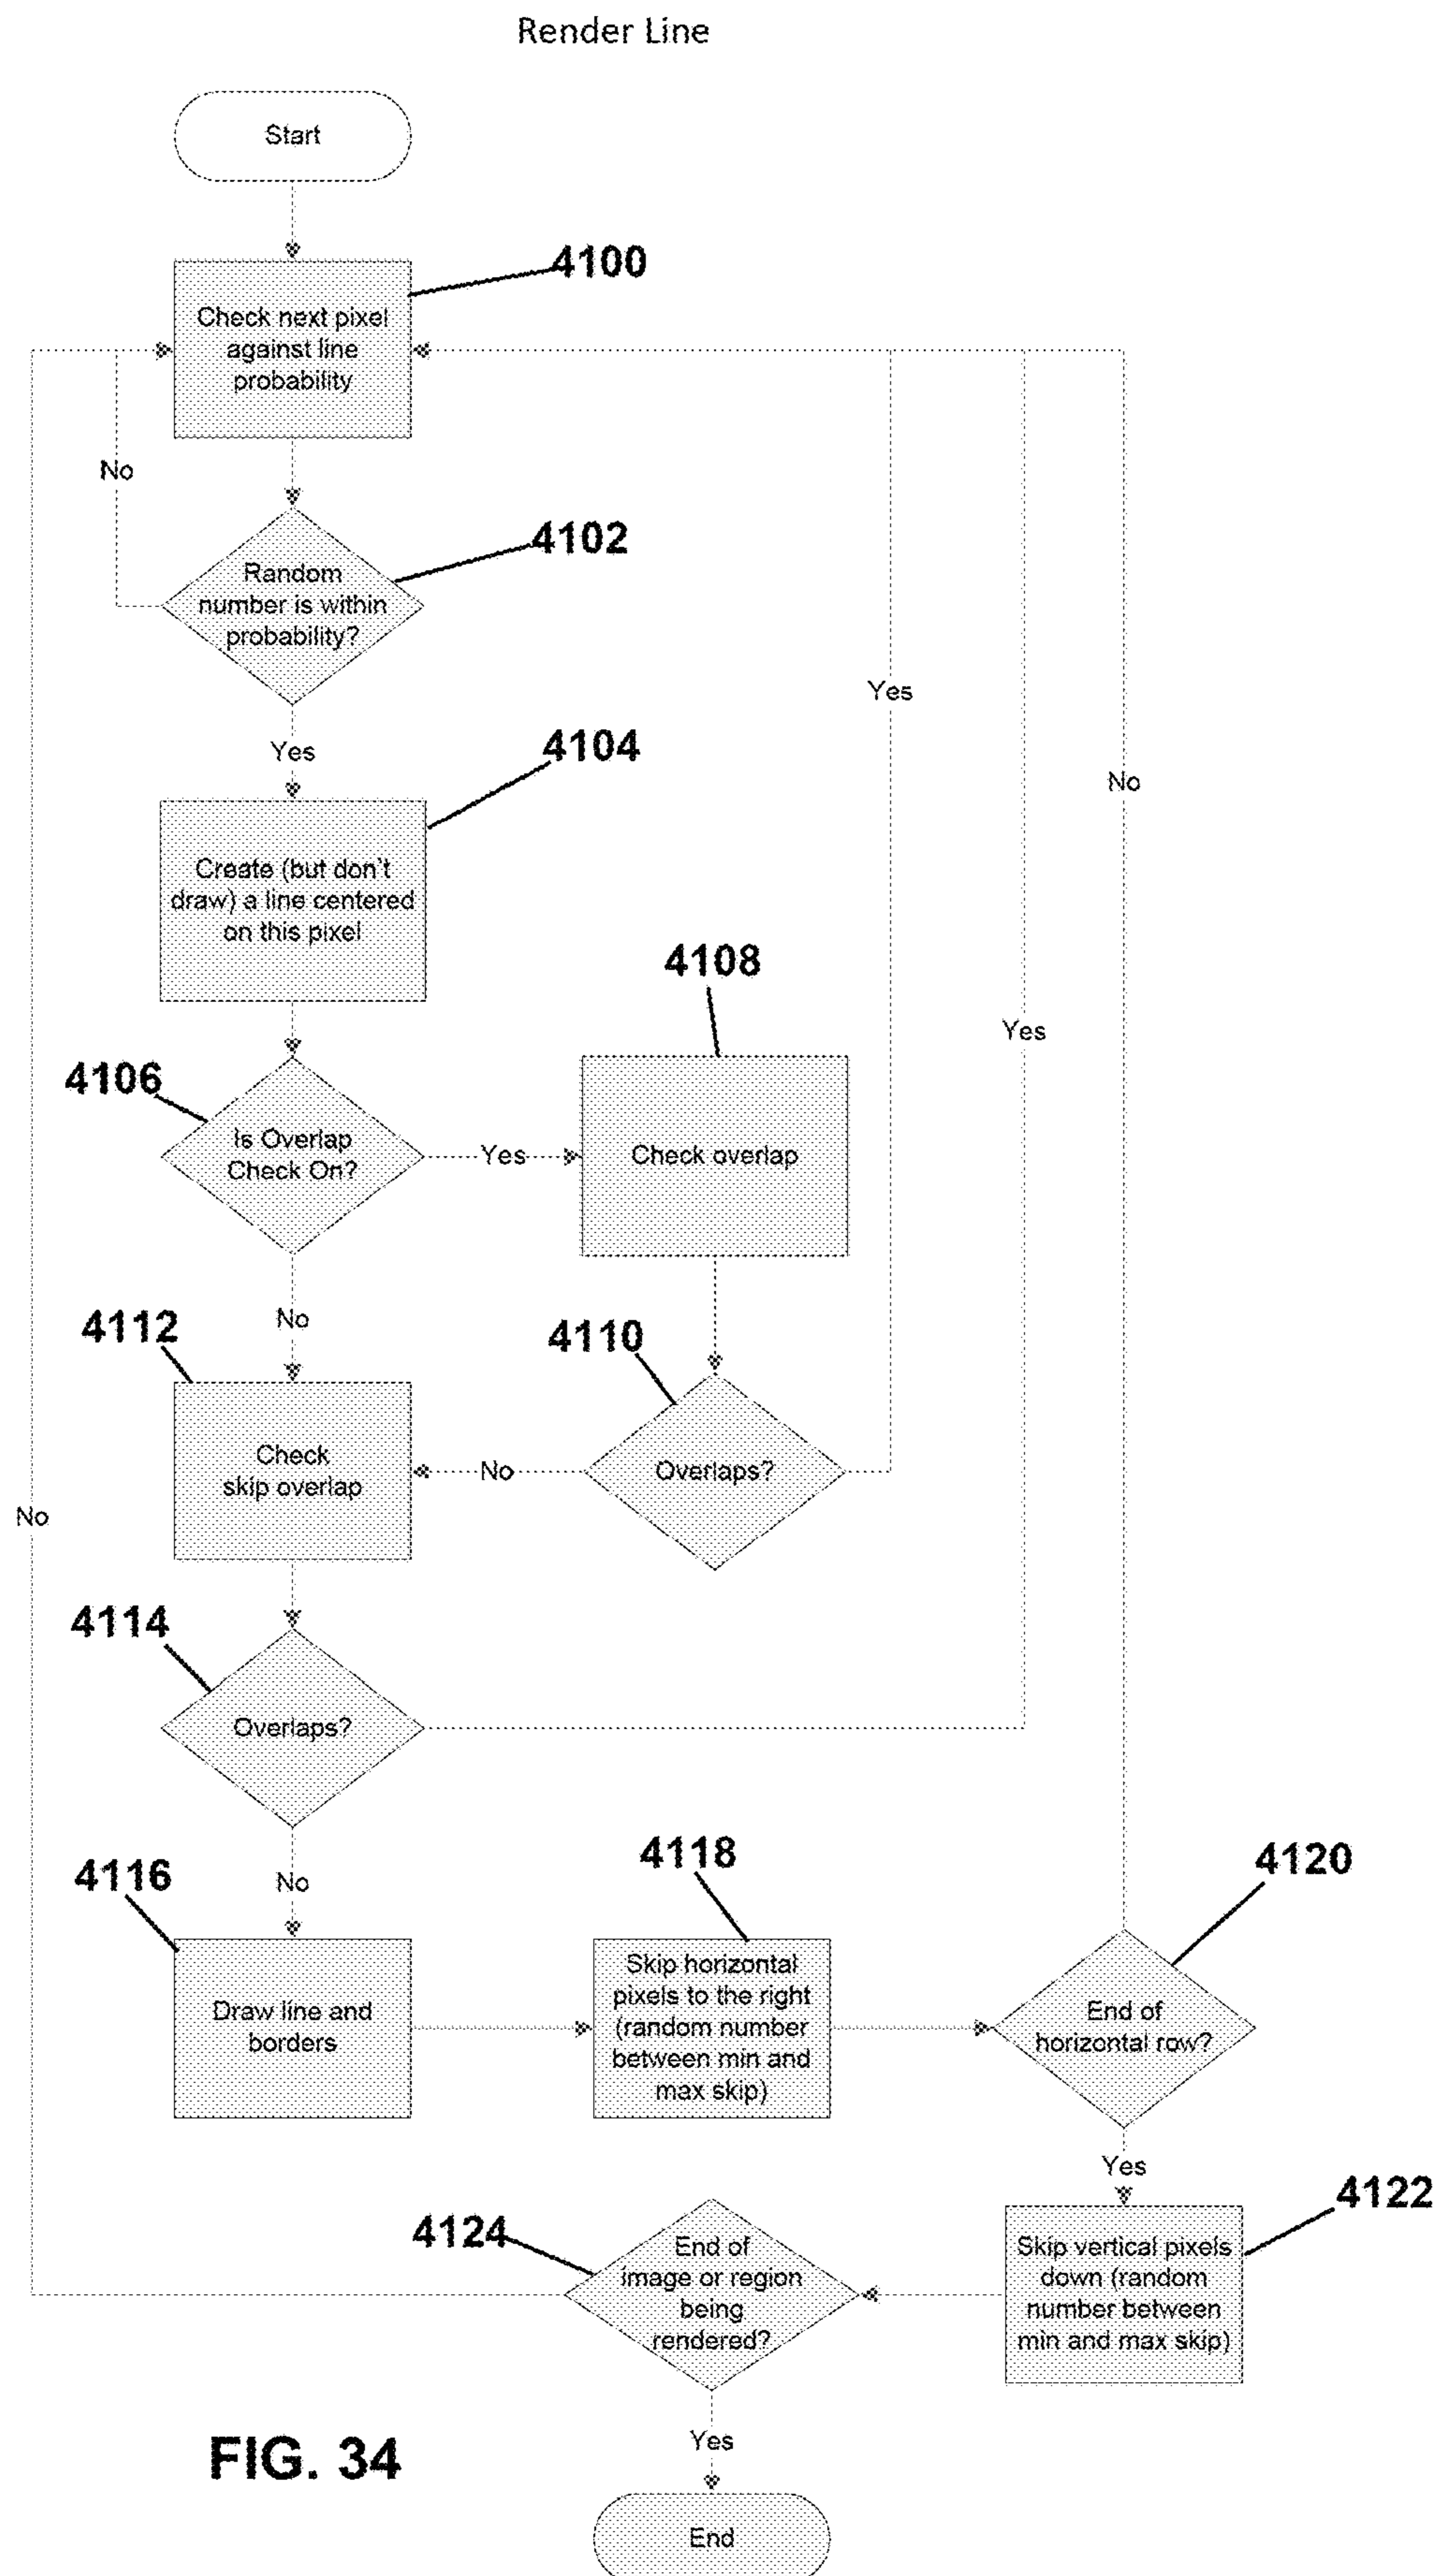 Render Line
Start
4100
Check next pixel
against line
probability
No
4102
Random
number is within
probability?
Yes
Yes
4104
No
Create (but don't
draw) a line centered
on this pixel
4108
Yes
4106
Is Overlap
Check On?
Yes
Check overlap
No
4112
4110
Check
skip overlap
No
Overlaps?
No
4114
Overlaps?
4116
No
4118
4120
Draw line and
borders
Skip horizontal
pixels to the right
(random number
between min and
max skip)
End of
horizontal row?
Yes
4122
4124
End of
image or region
being
rendered?
Skip vertical pixels
down (random
number between
min and max skip)
Yes
FIG. 34
End